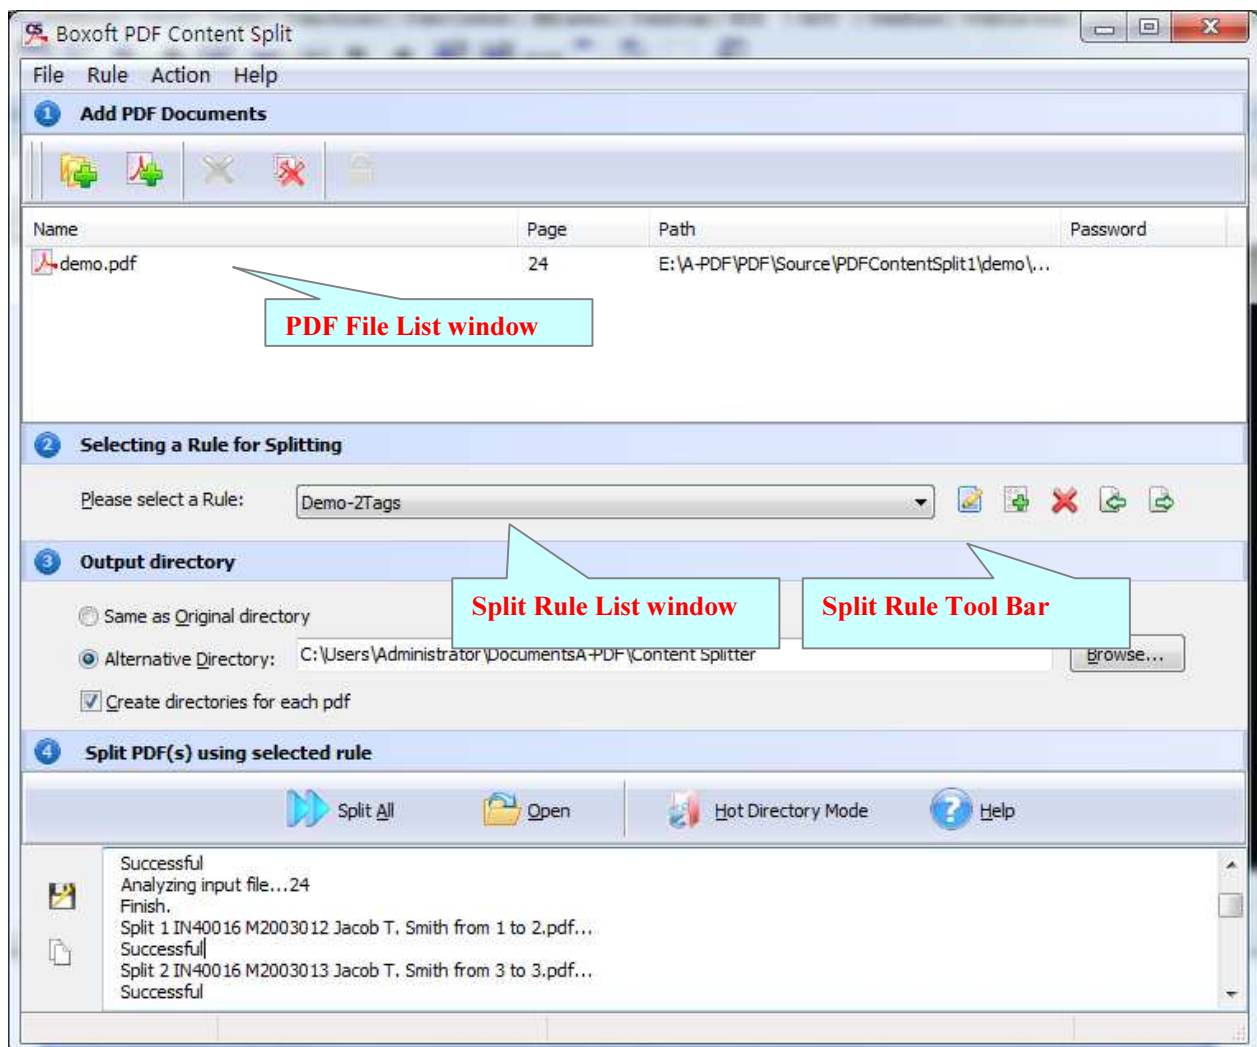 Boxoft PDF Content Split
File Rule Action Help
1 Add PDF Documents
Name Page Path Password
demo.pdf 24 E:\A-PDF\PDF\Source\PDFContentSplit1\demo\...
PDF File List window
2 Selecting a Rule for Splitting
Please select a Rule: Demo-2Tags
3 Output directory
Split Rule List window Split Rule Tool Bar
Same as Original directory
Alternative Directory: C:\Users\Administrator\DocumentsA-PDF\Content Splitter Browse...
Create directories for each pdf
4 Split PDF(s) using selected rule
Split All Open Hot Directory Mode Help
Successful
Analyzing input file...24
Finish.
Split 1 IN40016 M2003012 Jacob T. Smith from 1 to 2.pdf...
Successful
Split 2 IN40016 M2003013 Jacob T. Smith from 3 to 3.pdf...
Successful